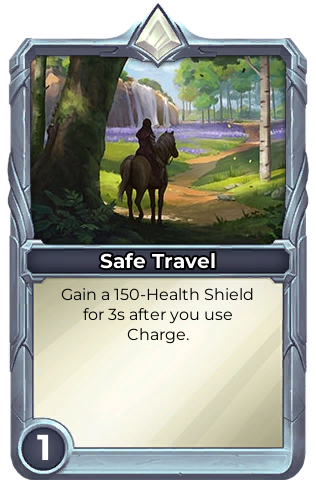 Safe Travel
Gain a 150-Health Shield
for 3s after you use
Charge.
1